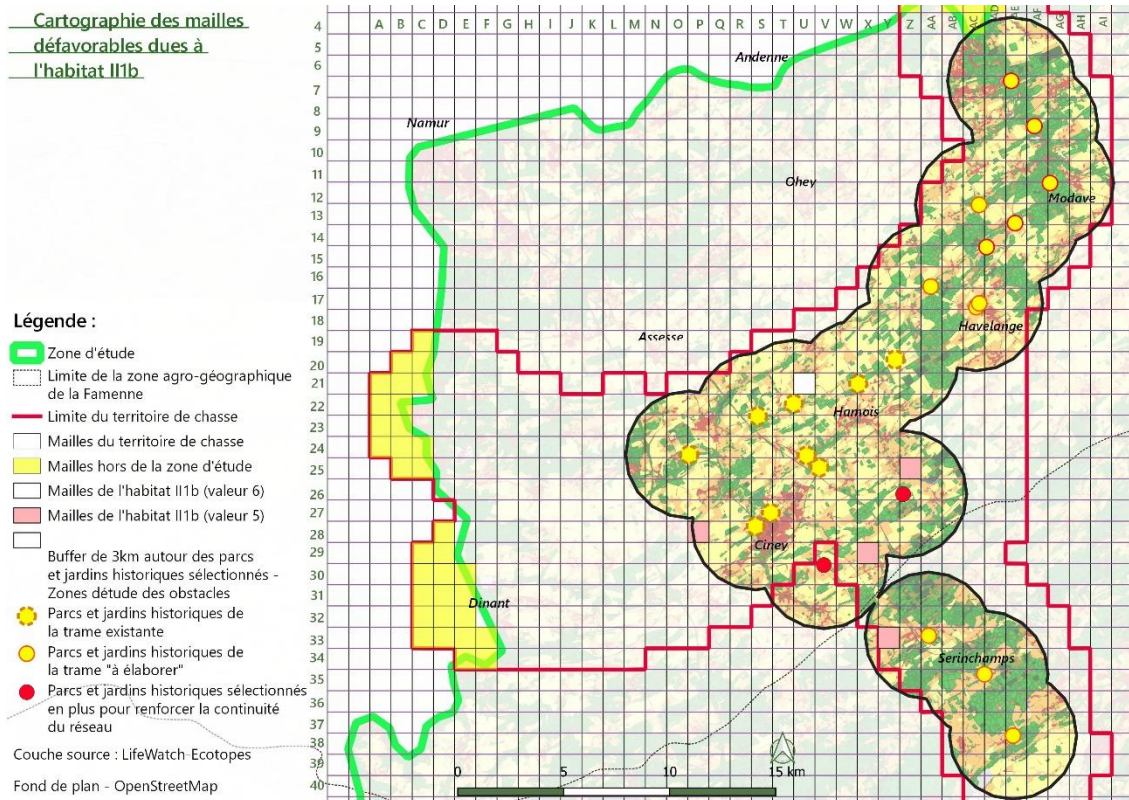 Cartographie des mailles
défavorables dues à
l'habitat II1b
A B C D E F G H I J K L M N O P Q R S T U V W X Y Z AA AB AC AD AE AF AG AH AI
4
5
6
7
8
9
10
11
12
13
14
15
16
17
18
19
20
21
22
23
24
25
26
27
28
29
30
31
32
33
34
35
36
37
38
39
40
Andenne
Namur
Ohey
Modave
Havelange
Assesse
Hamois
Ciney
Dinant
Serinchamps
Légende :
Zone d'étude
Limite de la zone agro-géographique
de la Famenne
Limite du territoire de chasse
Mailles du territoire de chasse
Mailles hors de la zone d'étude
Mailles de l'habitat II1b (valeur 6)
Mailles de l'habitat II1b (valeur 5)
Buffer de 3km autour des parcs
et jardins historiques sélectionnés -
Zones détude des obstacles
Parcs et jardins historiques de
la trame existante
Parcs et jardins historiques de
la trame "à élaborer"
Parcs et jardins historiques sélectionnés
en plus pour renforcer la continuité
du réseau
Couche source : LifeWatch-Ecotopes
Fond de plan - OpenStreetMap
0 5 10 15 km